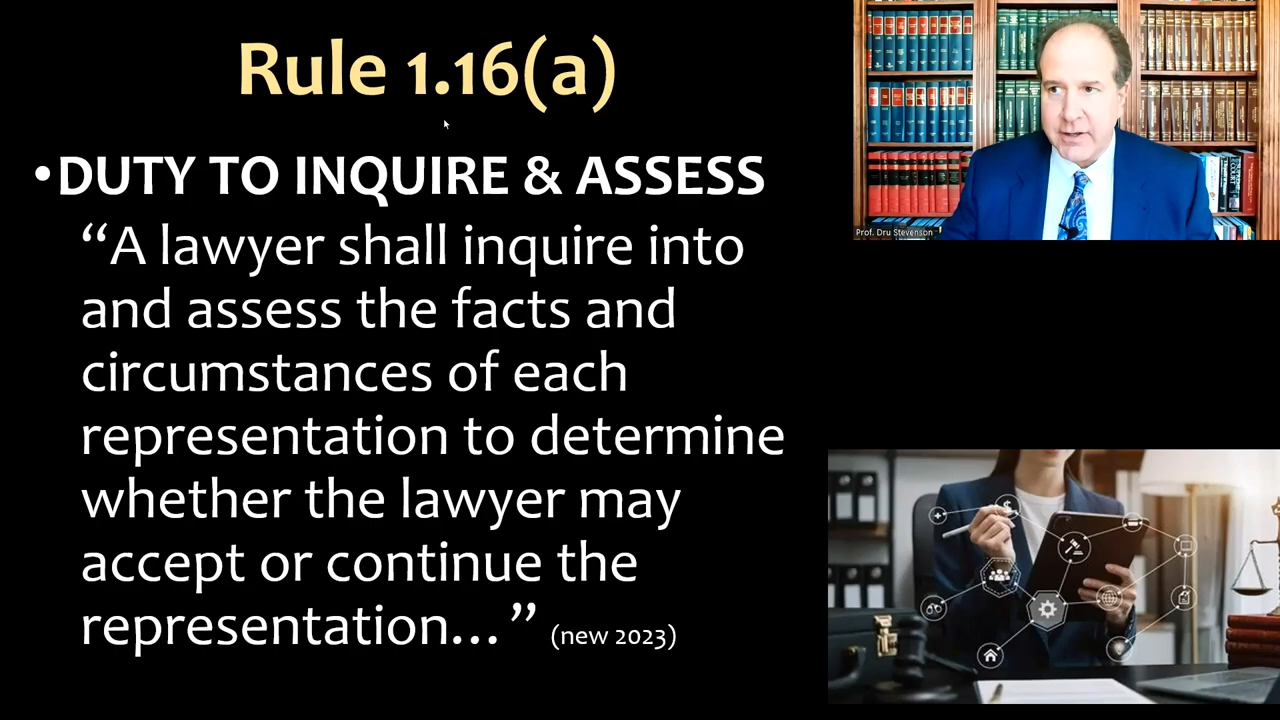 Rule 1.16(a)
•DUTY TO INQUIRE & ASSESS
“A lawyer shall inquire into
and assess the facts and
circumstances of each
representation to determine
whether the lawyer may
accept or continue the
representation…” (new 2023)
Prof. Dru Stevenson